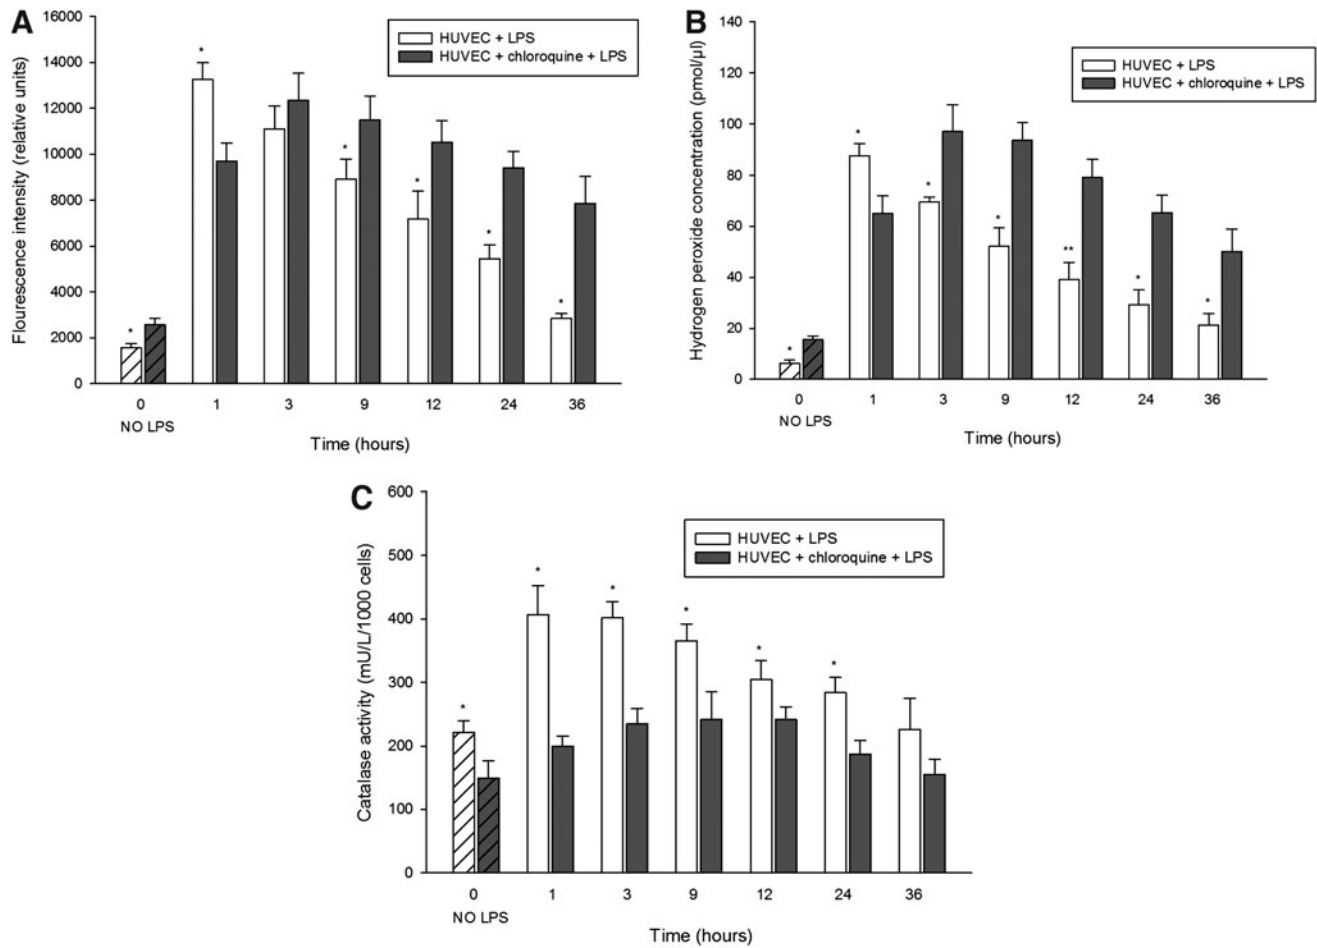 A
Flourescence intensity (relative units)
16000
14000
12000
10000
8000
6000
4000
2000
0
HUVEC + LPS
HUVEC + chloroquine + LPS
*
*
*
*
*
*
0 1 3 9 12 24 36
NO LPS
Time (hours)
B
Hydrogen peroxide concentration (pmol/µl)
140
120
100
80
60
40
20
0
HUVEC + LPS
HUVEC + chloroquine + LPS
*
*
*
*
**
*
*
0 1 3 9 12 24 36
NO LPS
Time (hours)
C
Catalase activity (mU/L/1000 cells)
600
500
400
300
200
100
0
HUVEC + LPS
HUVEC + chloroquine + LPS
*
*
*
*
*
*
0 1 3 9 12 24 36
NO LPS
Time (hours)